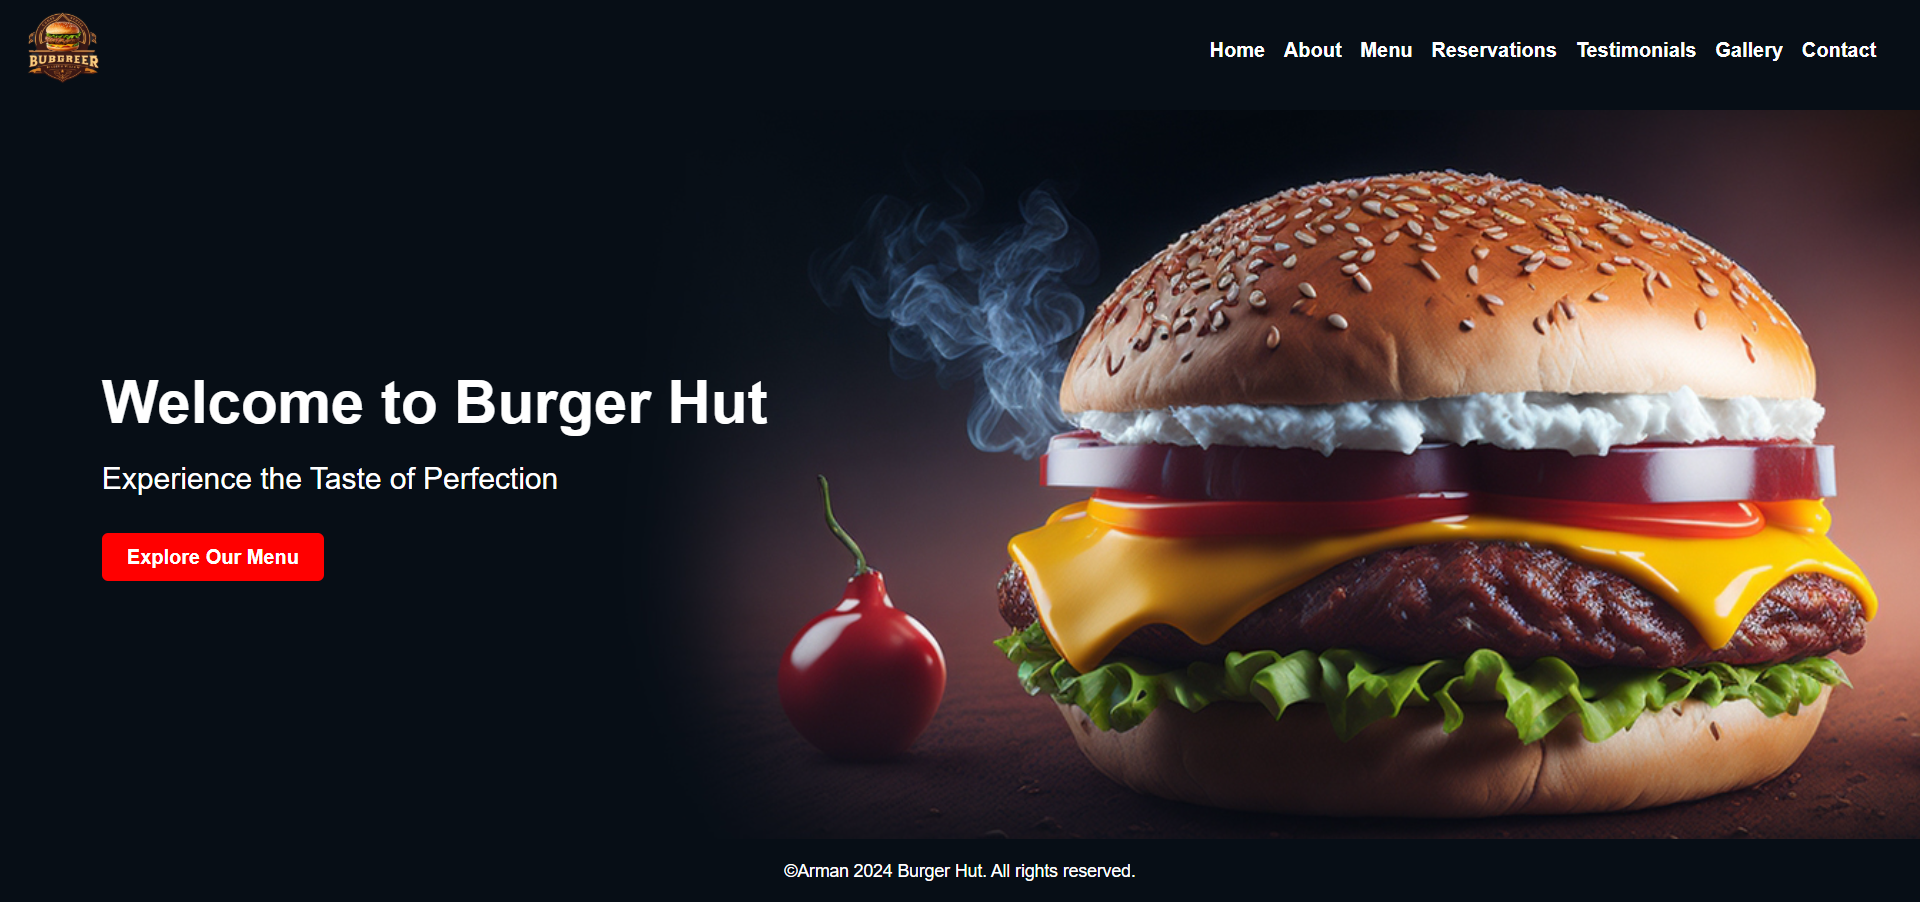 BUBGREER
Home About Menu Reservations Testimonials Gallery Contact
Welcome to Burger Hut
Experience the Taste of Perfection
Explore Our Menu
©Arman 2024 Burger Hut. All rights reserved.